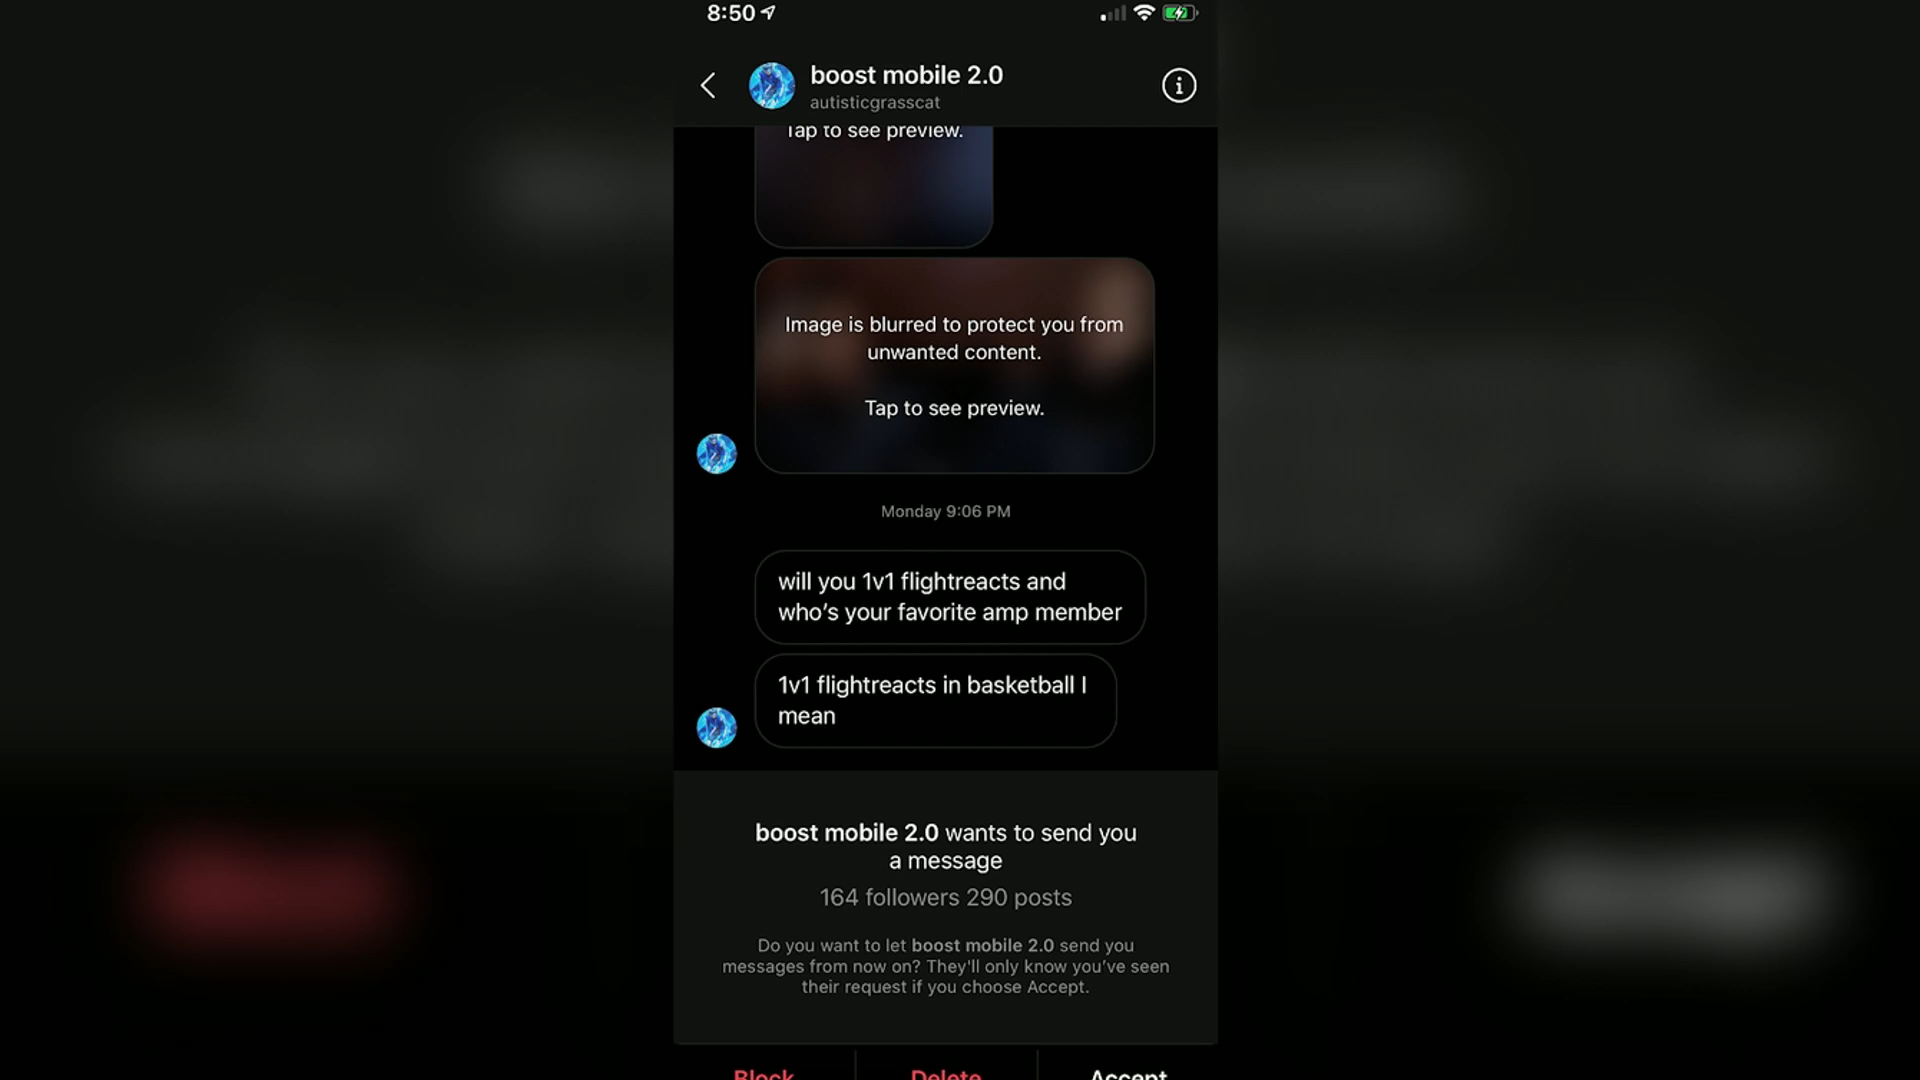 8:50
boost mobile 2.0
autisticgrasscat
Tap to see preview.
Image is blurred to protect you from
unwanted content.
Tap to see preview.
Monday 9:06 PM
will you 1v1 flightreacts and
who’s your favorite amp member
1v1 flightreacts in basketball I
mean
boost mobile 2.0 wants to send you
a message
164 followers 290 posts
Do you want to let boost mobile 2.0 send you
messages from now on? They'll only know you’ve seen
their request if you choose Accept.
Block Delete Accept